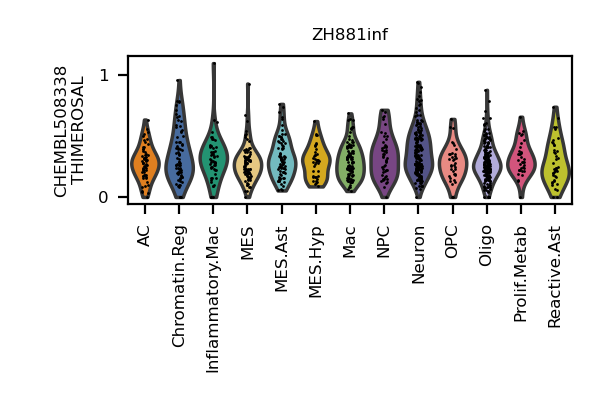 ZH881inf
CHEMBL508338
THIMEROSAL
1
0
AC
Chromatin.Reg
Inflammatory.Mac
MES
MES.Ast
MES.Hyp
Mac
NPC
Neuron
OPC
Oligo
Prolif.Metab
Reactive.Ast